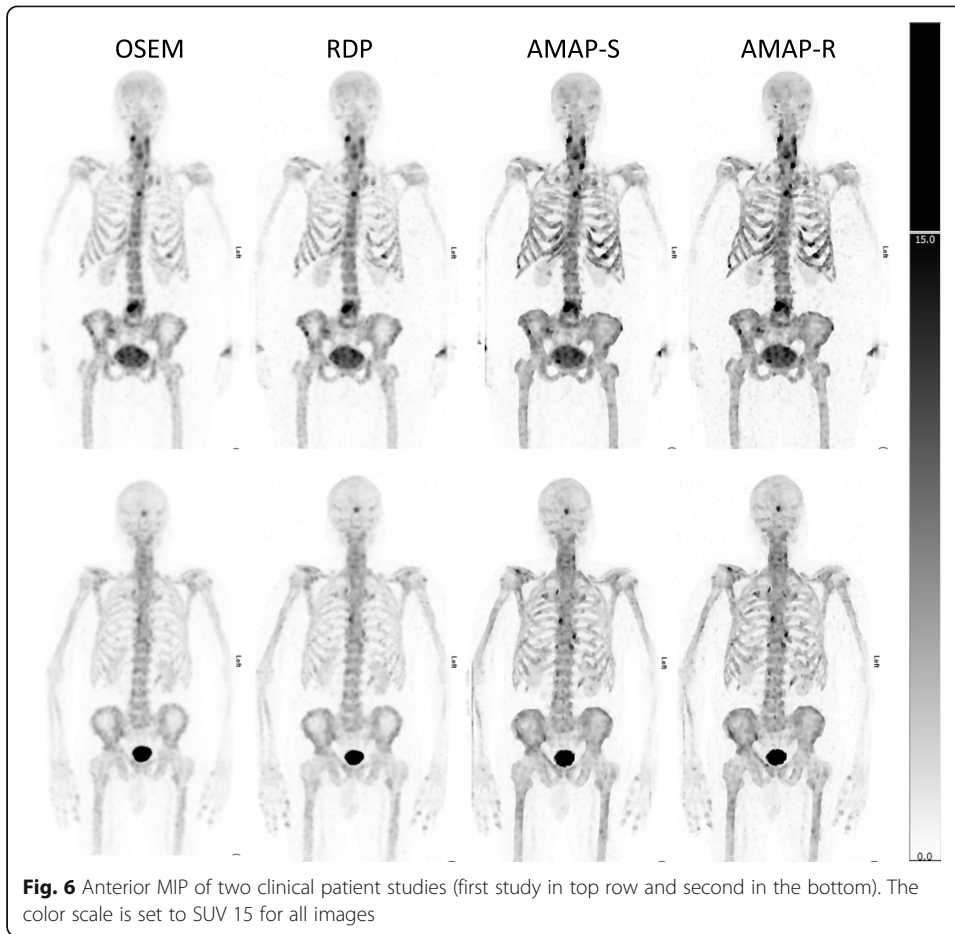 OSEM RDP AMAP-S AMAP-R
15.0
Left Left Left Left
Left Left Left Left
0.0
Fig. 6 Anterior MIP of two clinical patient studies (first study in top row and second in the bottom). The
color scale is set to SUV 15 for all images